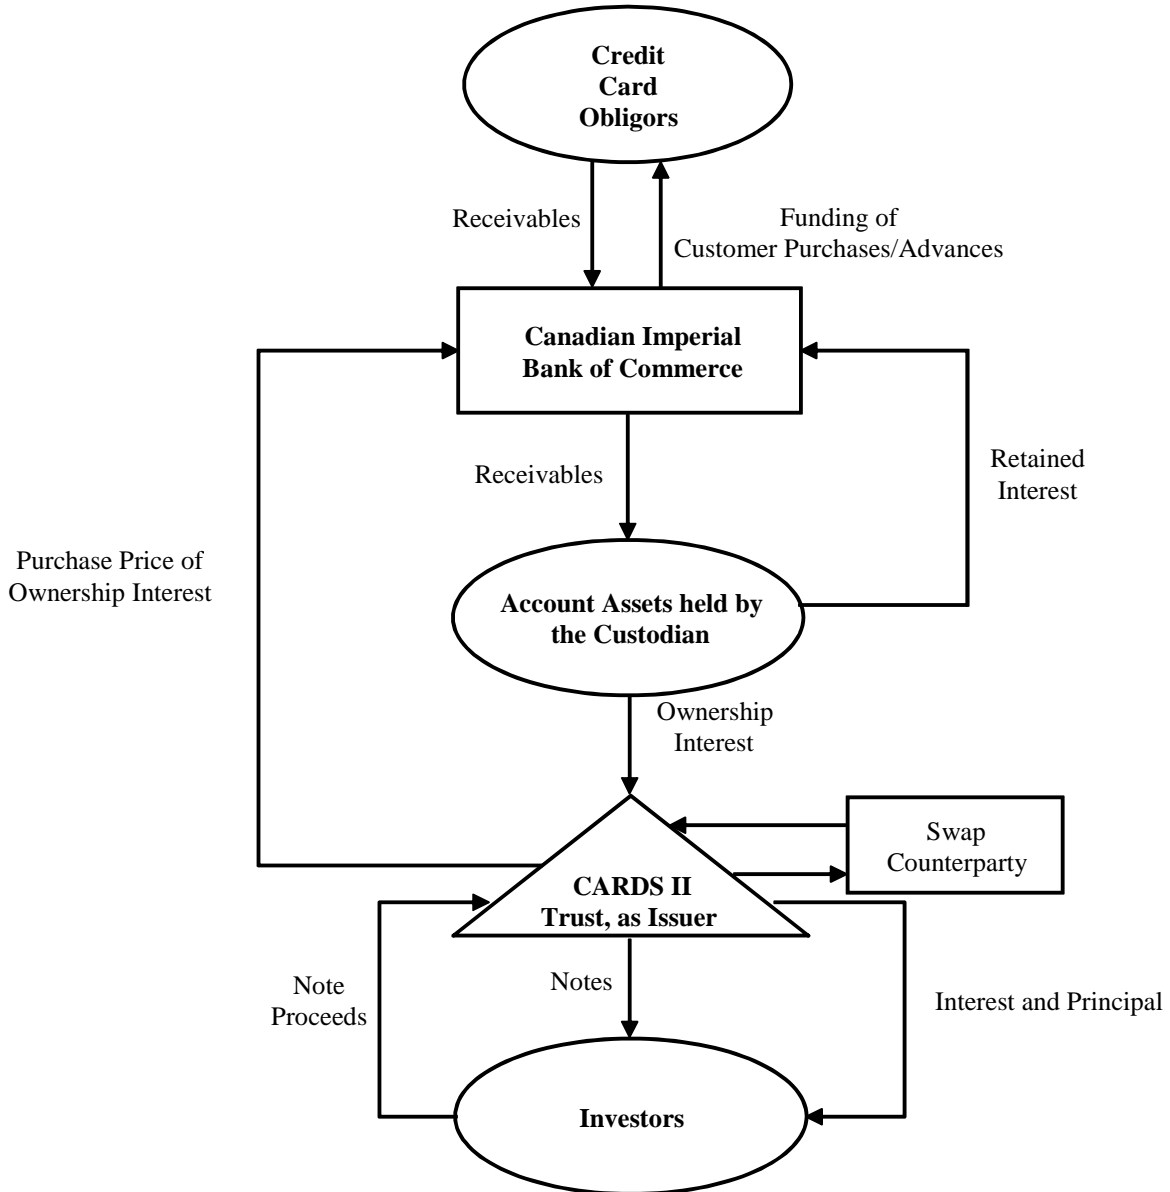 Credit
Card
Obligors
Receivables
Funding of
Customer Purchases/Advances
Canadian Imperial
Bank of Commerce
Receivables
Retained
Interest
Purchase Price of
Ownership Interest
Account Assets held by
the Custodian
Ownership
Interest
Swap
Counterparty
CARDS II
Trust, as Issuer
Note
Proceeds
Notes
Interest and Principal
Investors